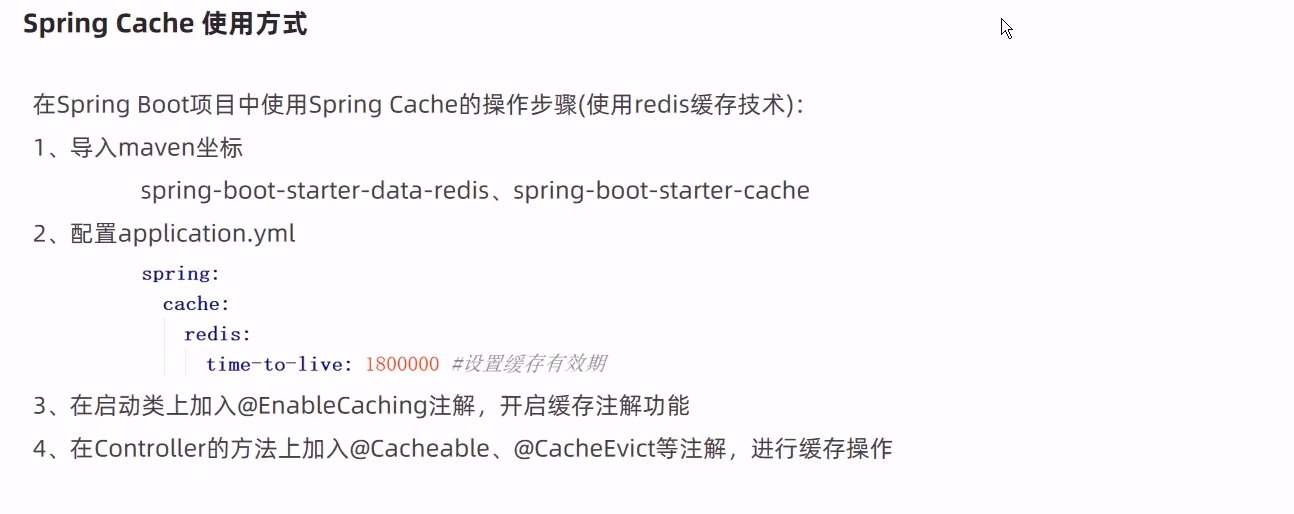 Spring Cache 使用方式
在Spring Boot项目中使用Spring Cache的操作步骤(使用redis缓存技术)：
1、导入maven坐标
spring-boot-starter-data-redis、spring-boot-starter-cache
2、配置application.yml
spring:
cache:
redis:
time-to-live: 1800000 #设置缓存有效期
3、在启动类上加入@EnableCaching注解，开启缓存注解功能
4、在Controller的方法上加入@Cacheable、@CacheEvict等注解，进行缓存操作